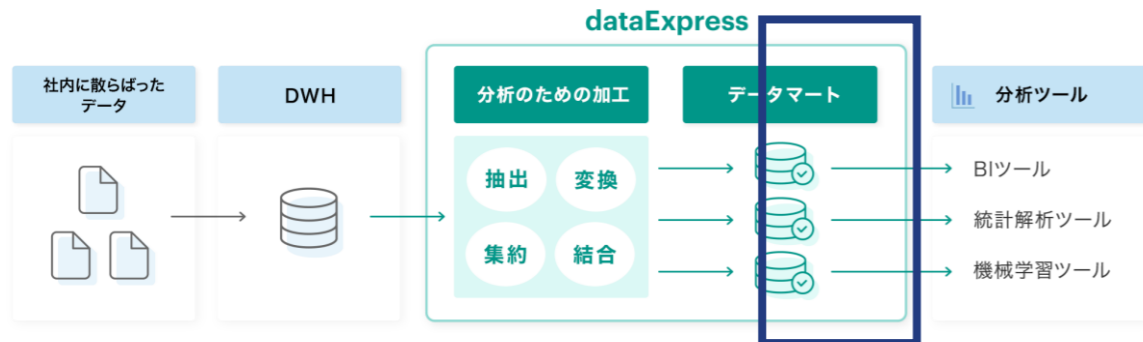 dataExpress
社内に散らばった
データ
DWH
分析のための加工
データマート
分析ツール
抽出
変換
集約
結合
BIツール
統計解析ツール
機械学習ツール